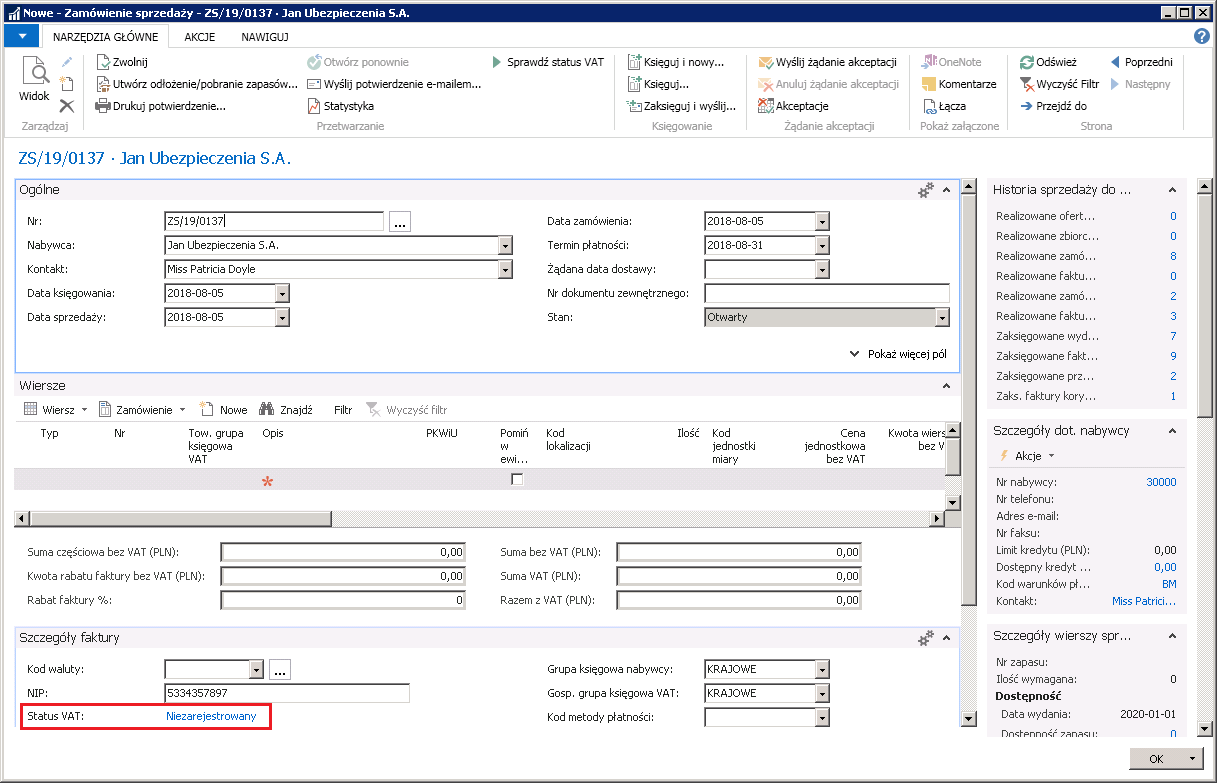 Nowe - Zamówienie sprzedaży - ZS/19/0137 · Jan Ubezpieczenia S.A.
NARZĘDZIA GŁÓWNE AKCJE NAWIGUJ
Widok
Zarządzaj
Zwolnij
Utwórz odłożenie/pobranie zapasów...
Drukuj potwierdzenie...
Otwórz ponownie
Wyślij potwierdzenie e-mailem...
Statystyka
Sprawdź status VAT
Przetwarzanie
Księguj i nowy...
Księguj...
Zaksięguj i wyślij...
Księgowanie
Wyślij żądanie akceptacji
Anuluj żądanie akceptacji
Akceptacje
Żądanie akceptacji
OneNote
Komentarze
Łącza
Pokaż załączone
Odśwież
Wyczyść Filtr
Przejdź do
Poprzedni
Następny
Strona
ZS/19/0137 · Jan Ubezpieczenia S.A.
Ogólne
Nr: ZS/19/0137 ...
Nabywca: Jan Ubezpieczenia S.A.
Kontakt: Miss Patricia Doyle
Data księgowania: 2018-08-05
Data sprzedaży: 2018-08-05
Data zamówienia: 2018-08-05
Termin płatności: 2018-08-31
Żądana data dostawy:
Nr dokumentu zewnętrznego:
Stan: Otwarty
Pokaż więcej pól
Wiersze
Wiersz Zamówienie Nowe Znajdź Filtr Wyczyść filtr
Typ
Nr
Tow. grupa
księgowa
VAT
Opis
PKWiU
Pomiń
w
ewi...
Kod
lokalizacji
Ilość
Kod
jednostki
miary
Cena
jednostkowa
bez VAT
Kwota wiers
bez V
Suma częściowa bez VAT (PLN): 0,00
Kwota rabatu faktury bez VAT (PLN): 0,00
Rabat faktury %: 0
Suma bez VAT (PLN): 0,00
Suma VAT (PLN): 0,00
Razem z VAT (PLN): 0,00
Szczegóły faktury
Kod waluty: ...
NIP: 5334357897
Status VAT: Niezarejestrowany
Grupa księgowa nabywcy: KRAJOWE
Gosp. grupa księgowa VAT: KRAJOWE
Kod metody płatności:
Historia sprzedaży do ...
Realizowane ofert... 0
Realizowane zbiorc... 0
Realizowane zamó... 8
Realizowane faktu... 0
Realizowane zamó... 2
Realizowane faktu... 3
Zaksięgowane wyd... 7
Zaksięgowane fakt... 9
Zaksięgowane prz... 2
Zaks. faktury kory... 1
Szczegóły dot. nabywcy
Akcje
Nr nabywcy: 30000
Nr telefonu:
Adres e-mail:
Nr faksu:
Limit kredytu (PLN): 0,00
Dostępny kredyt ... 0,00
Kod warunków pł... BM
Kontakt: Miss Patrici...
Szczegóły wierszy spr...
Nr zapasu:
Ilość wymagana: 0
Dostępność
Data wydania: 2020-01-01
Dostępność zapasu: 0
OK